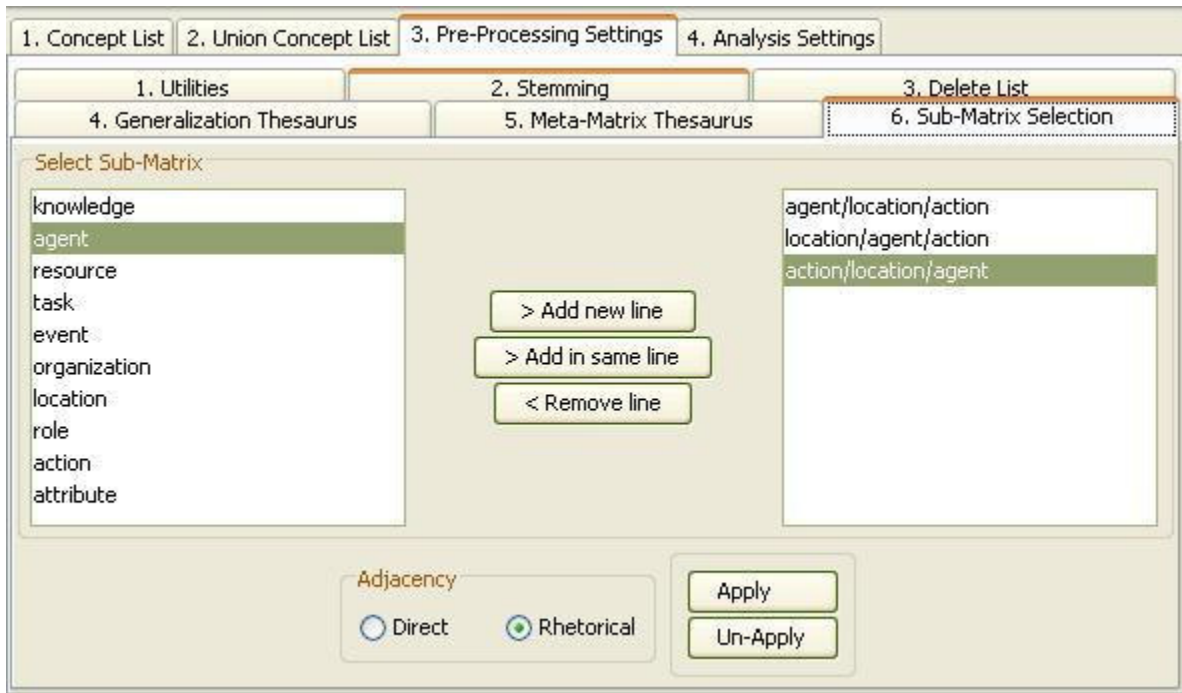 1. Concept List 2. Union Concept List 3. Pre-Processing Settings 4. Analysis Settings
1. Utilities 2. Stemming 3. Delete List
4. Generalization Thesaurus 5. Meta-Matrix Thesaurus 6. Sub-Matrix Selection
Select Sub-Matrix
knowledge
agent
resource
task
event
organization
location
role
action
attribute
> Add new line
> Add in same line
< Remove line
agent/location/action
location/agent/action
action/location/agent
Adjacency
Direct Rhetorical
Apply
Un-Apply